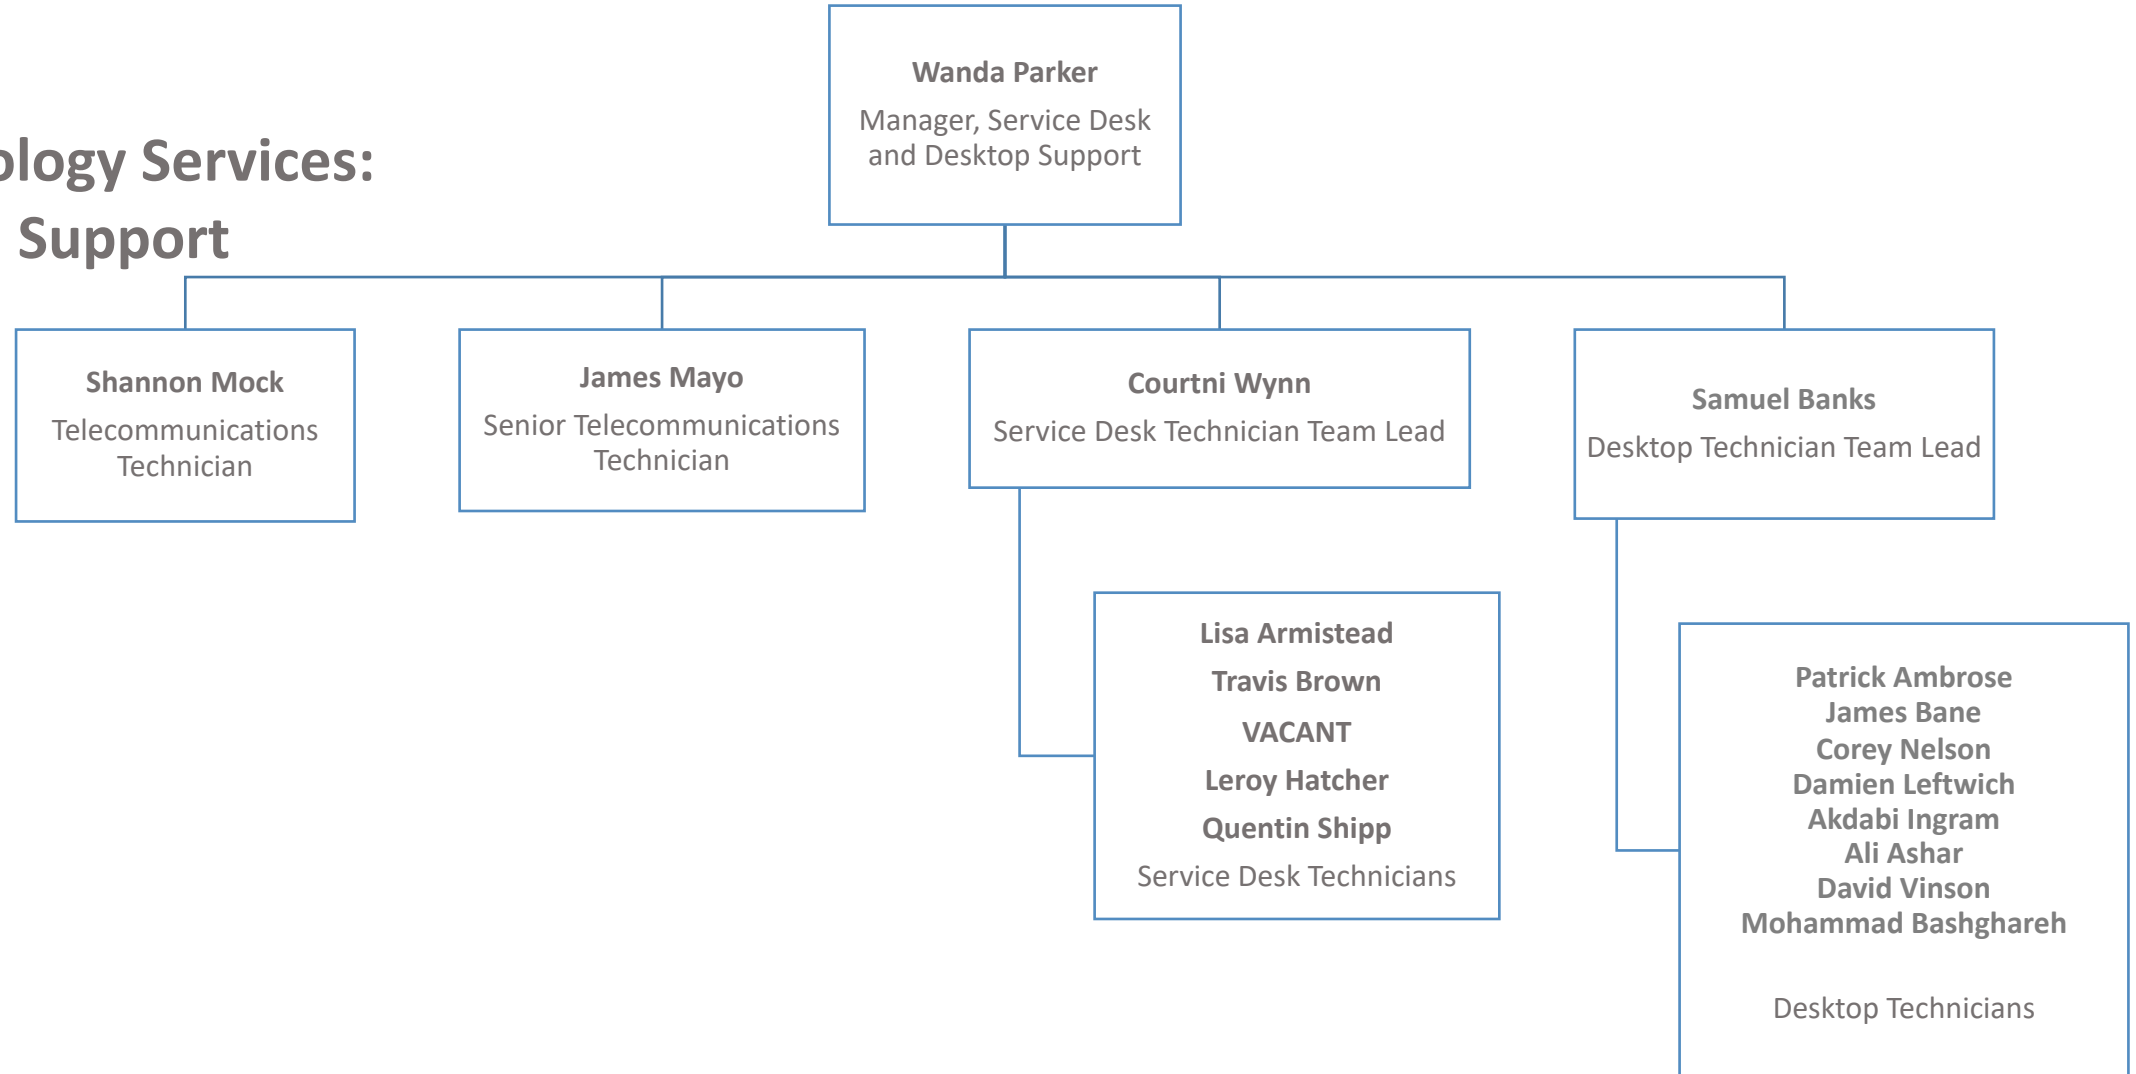 Wanda Parker
Manager, Service Desk
and Desktop Support
Services:
Support
Shannon Mock
Telecommunications
Technician
James Mayo
Senior Telecommunications
Technician
Courtni Wynn
Service Desk Technician Team Lead
Samuel Banks
Desktop Technician Team Lead
Lisa Armistead
Travis Brown
VACANT
Leroy Hatcher
Quentin Shipp
Service Desk Technicians
Patrick Ambrose
James Bane
Corey Nelson
Damien Leftwich
Akdabi Ingram
Ali Ashar
David Vinson
Mohammad Bashghareh
Desktop Technicians